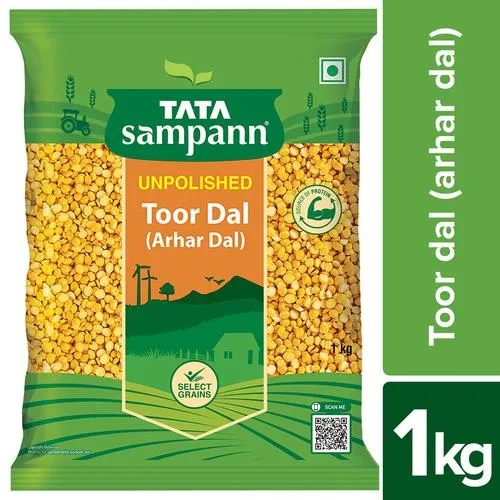 TATA
sampann®
UNPOLISHED
Toor Dal
(Arhar Dal)
SOURCE OF PROTEIN
1 kg
SELECT
GRAINS
SCAN ME
Toor dal (arhar dal)
1kg